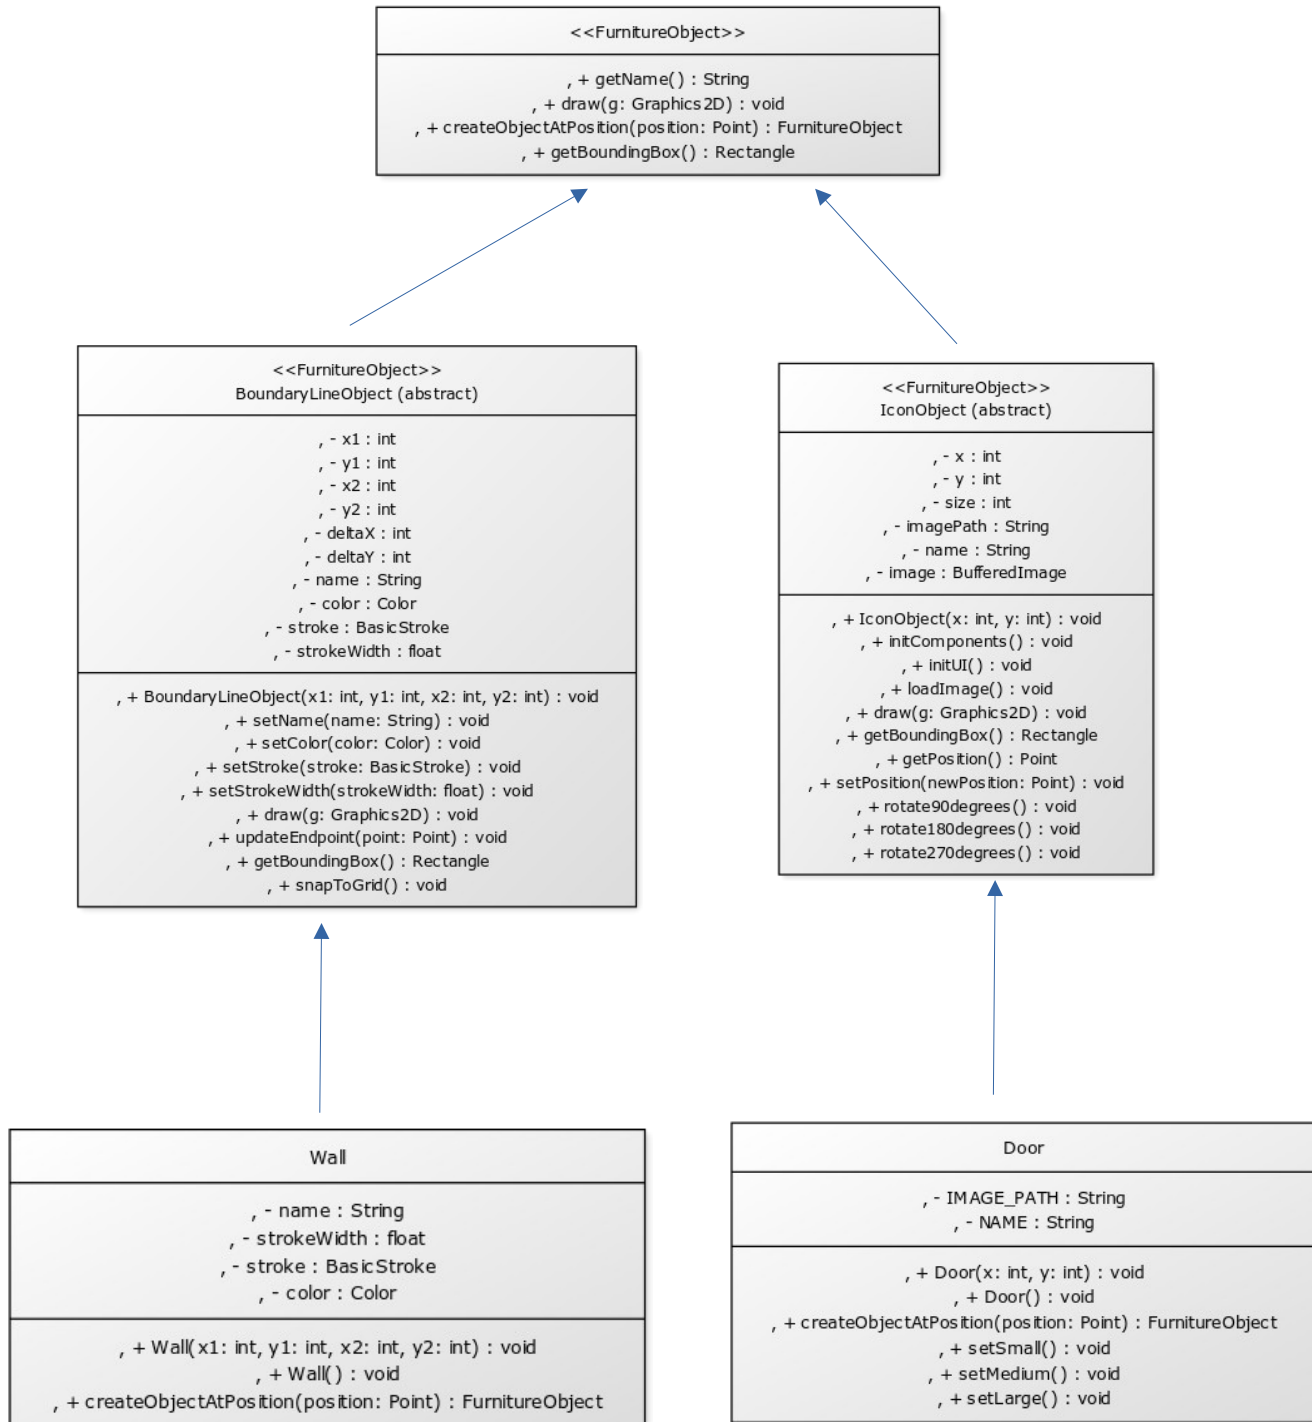 <<FurnitureObject>>
, + getName() : String
, + draw(g: Graphics2D) : void
, + createObjectAtPosition(position: Point) : FurnitureObject
, + getBoundingBox() : Rectangle
<<FurnitureObject>>
BoundaryLineObject (abstract)
, - x1 : int
, - y1 : int
, - x2 : int
, - y2 : int
, - deltaX : int
, - deltaY : int
, - name : String
, - color : Color
, - stroke : BasicStroke
, - strokeWidth : float
, + BoundaryLineObject(x1: int, y1: int, x2: int, y2: int) : void
, + setName(name: String) : void
, + setColor(color: Color) : void
, + setStroke(stroke: BasicStroke) : void
, + setStrokeWidth(strokeWidth: float) : void
, + draw(g: Graphics2D) : void
, + updateEndpoint(point: Point) : void
, + getBoundingBox() : Rectangle
, + snapToGrid() : void
<<FurnitureObject>>
IconObject (abstract)
, - x : int
, - y : int
, - size : int
, - imagePath : String
, - name : String
, - image : BufferedImage
, + IconObject(x: int, y: int) : void
, + initComponents() : void
, + initUI() : void
, + loadImage() : void
, + draw(g: Graphics2D) : void
, + getBoundingBox() : Rectangle
, + getPosition() : Point
, + setPosition(newPosition: Point) : void
, + rotate90degrees() : void
, + rotate180degrees() : void
, + rotate270degrees() : void
Wall
, - name : String
, - strokeWidth : float
, - stroke : BasicStroke
, - color : Color
, + Wall(x1: int, y1: int, x2: int, y2: int) : void
, + Wall() : void
, + createObjectAtPosition(position: Point) : FurnitureObject
Door
, - IMAGE_PATH : String
, - NAME : String
, + Door(x: int, y: int) : void
, + Door() : void
, + createObjectAtPosition(position: Point) : FurnitureObject
, + setSmall() : void
, + setMedium() : void
, + setLarge() : void